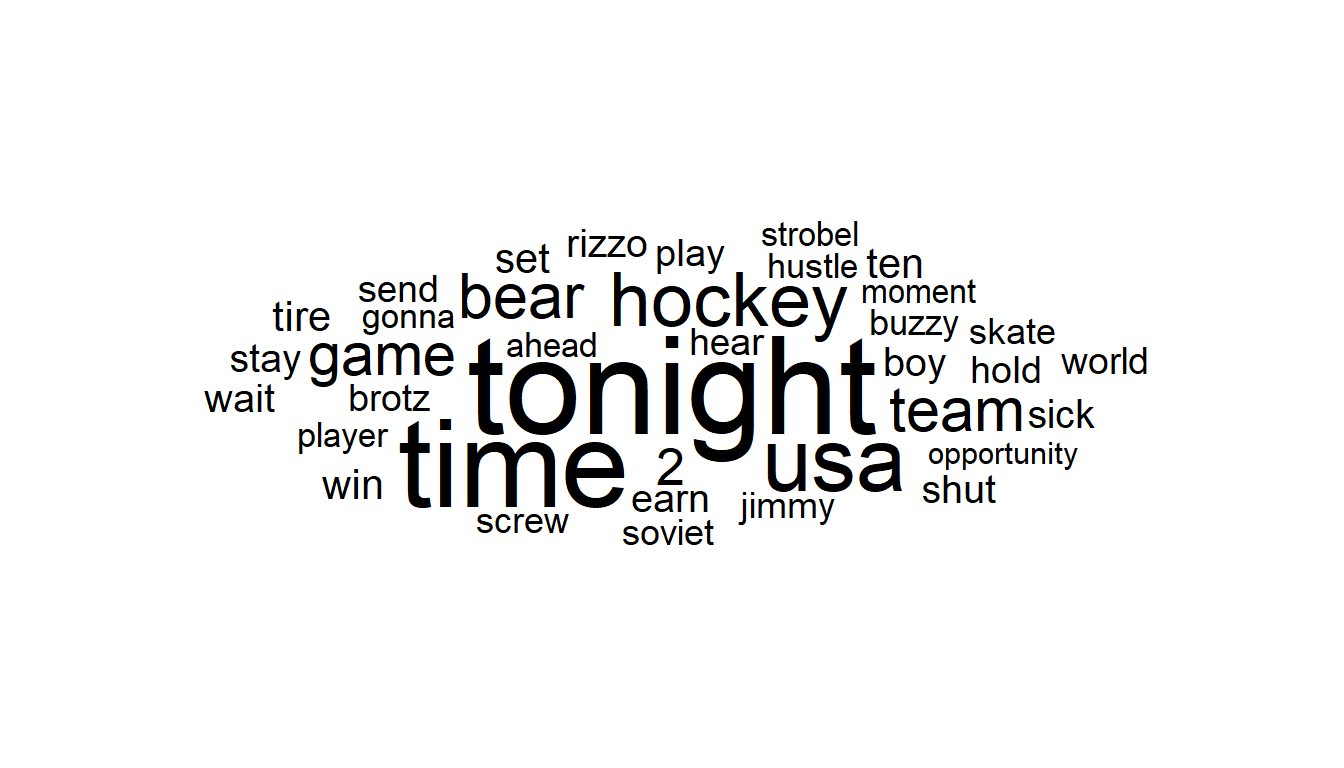 strobel
rizzo
set
play
hustle
ten
send
bear
hockey
moment
tire
gonna
buzzy
skate
stay
game
ahead
hear
boy
hold
world
wait
brotz
tonight
team
sick
player
time
2
usa
opportunity
win
earn
jimmy
shut
screw
soviet